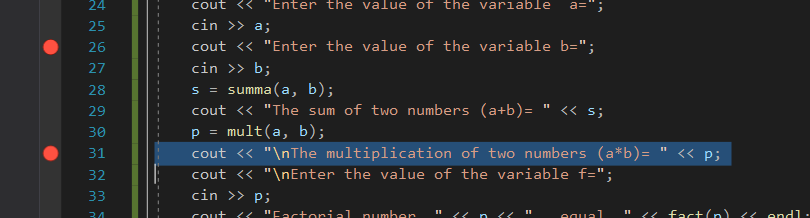 24 cout << "Enter the value of the variable  a=";
25 cin >> a;
26 cout << "Enter the value of the variable b=";
27 cin >> b;
28 s = summa(a, b);
29 cout << "The sum of two numbers (a+b)= " << s;
30 p = mult(a, b);
31 cout << "\nThe multiplication of two numbers (a*b)= " << p;
32 cout << "\nEnter the value of the variable f=";
33 cin >> p;
34 cout << "Factorial number  " << p << "   equal  " << fact(p) << endl